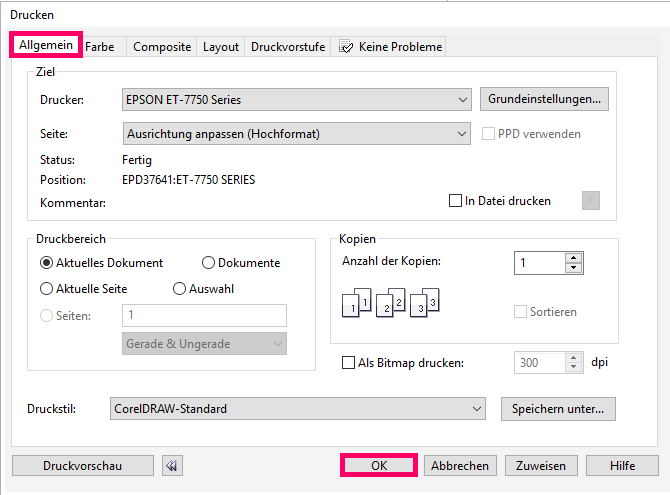 Drucken
Allgemein Farbe Composite Layout Druckvorstufe Keine Probleme
Ziel
Drucker: EPSON ET-7750 Series Grundeinstellungen...
Seite: Ausrichtung anpassen (Hochformat) PPD verwenden
Status: Fertig
Position: EPD37641:ET-7750 SERIES
Kommentar: In Datei drucken
Druckbereich
Aktuelles Dokument Dokumente
Aktuelle Seite Auswahl
Seiten: 1
Gerade & Ungerade
Kopien
Anzahl der Kopien: 1
1 1 2 2 3 3
Sortieren
Als Bitmap drucken: 300 dpi
Druckstil: CorelDRAW-Standard Speichern unter...
Druckvorschau OK Abbrechen Zuweisen Hilfe